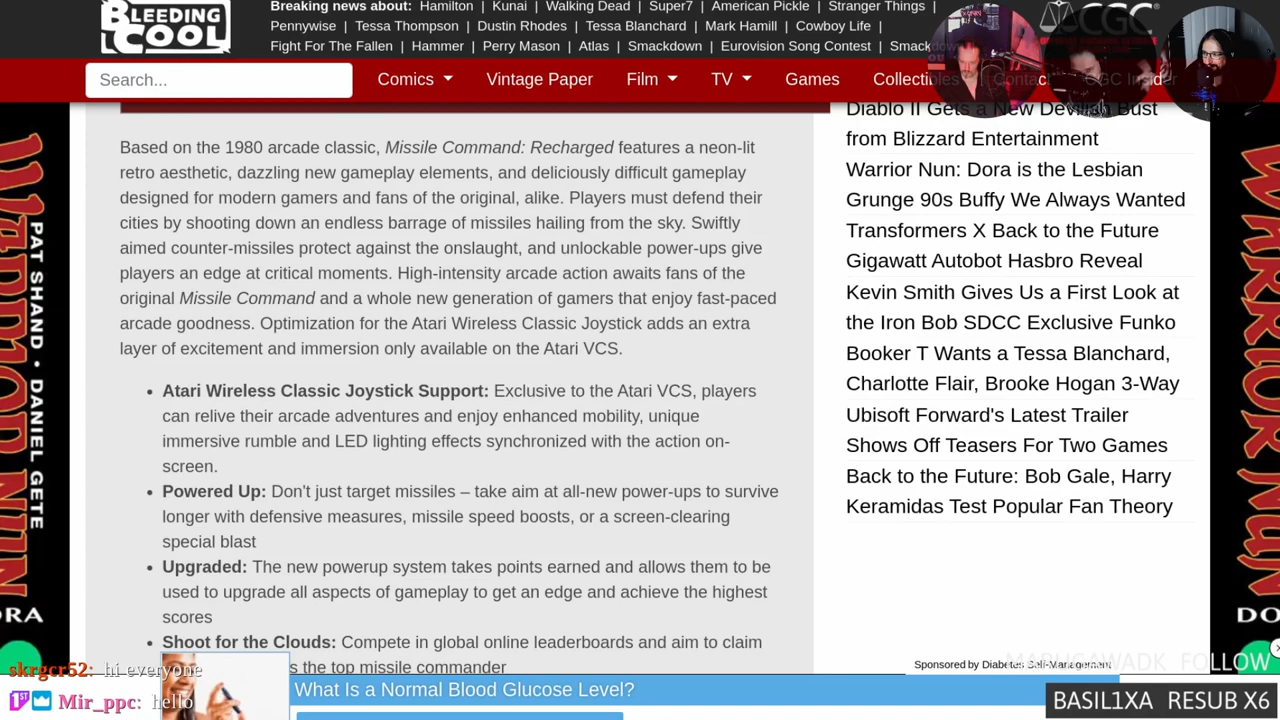 BLEEDING COOL
Breaking news about: Hamilton | Kunai | Walking Dead | Super7 | American Pickle | Stranger Things |
Pennywise | Tessa Thompson | Dustin Rhodes | Tessa Blanchard | Mark Hamill | Cowboy Life |
Fight For The Fallen | Hammer | Perry Mason | Atlas | Smackdown | Eurovision Song Contest |
CGC
Search...
Comics Vintage Paper Film TV Games Collectibles CGC Insider
Diablo II Gets a New Devilish Bust
from Blizzard Entertainment
Warrior Nun: Dora is the Lesbian
Grunge 90s Buffy We Always Wanted
Transformers X Back to the Future
Gigawatt Autobot Hasbro Reveal
Kevin Smith Gives Us a First Look at
the Iron Bob SDCC Exclusive Funko
Booker T Wants a Tessa Blanchard,
Charlotte Flair, Brooke Hogan 3-Way
Ubisoft Forward's Latest Trailer
Shows Off Teasers For Two Games
Back to the Future: Bob Gale, Harry
Keramidas Test Popular Fan Theory
Based on the 1980 arcade classic, Missile Command: Recharged features a neon-lit
retro aesthetic, dazzling new gameplay elements, and deliciously difficult gameplay
designed for modern gamers and fans of the original, alike. Players must defend their
cities by shooting down an endless barrage of missiles hailing from the sky. Swiftly
aimed counter-missiles protect against the onslaught, and unlockable power-ups give
players an edge at critical moments. High-intensity arcade action awaits fans of the
original Missile Command and a whole new generation of gamers that enjoy fast-paced
arcade goodness. Optimization for the Atari Wireless Classic Joystick adds an extra
layer of excitement and immersion only available on the Atari VCS.
• Atari Wireless Classic Joystick Support: Exclusive to the Atari VCS, players
can relive their arcade adventures and enjoy enhanced mobility, unique
immersive rumble and LED lighting effects synchronized with the action on-
screen.
• Powered Up: Don't just target missiles – take aim at all-new power-ups to survive
longer with defensive measures, missile speed boosts, or a screen-clearing
special blast
• Upgraded: The new powerup system takes points earned and allows them to be
used to upgrade all aspects of gameplay to get an edge and achieve the highest
scores
• Shoot for the Clouds: Compete in global online leaderboards and aim to claim
the top missile commander
PAT SHAND • DANIEL GETE
WARRIOR NUN
DORA
skrgcr52: hi everyone
Mir_ppc: hello
Sponsored by Diabetes Self-Management
What Is a Normal Blood Glucose Level?
FOLLOW
BASIL1XA RESUB X6